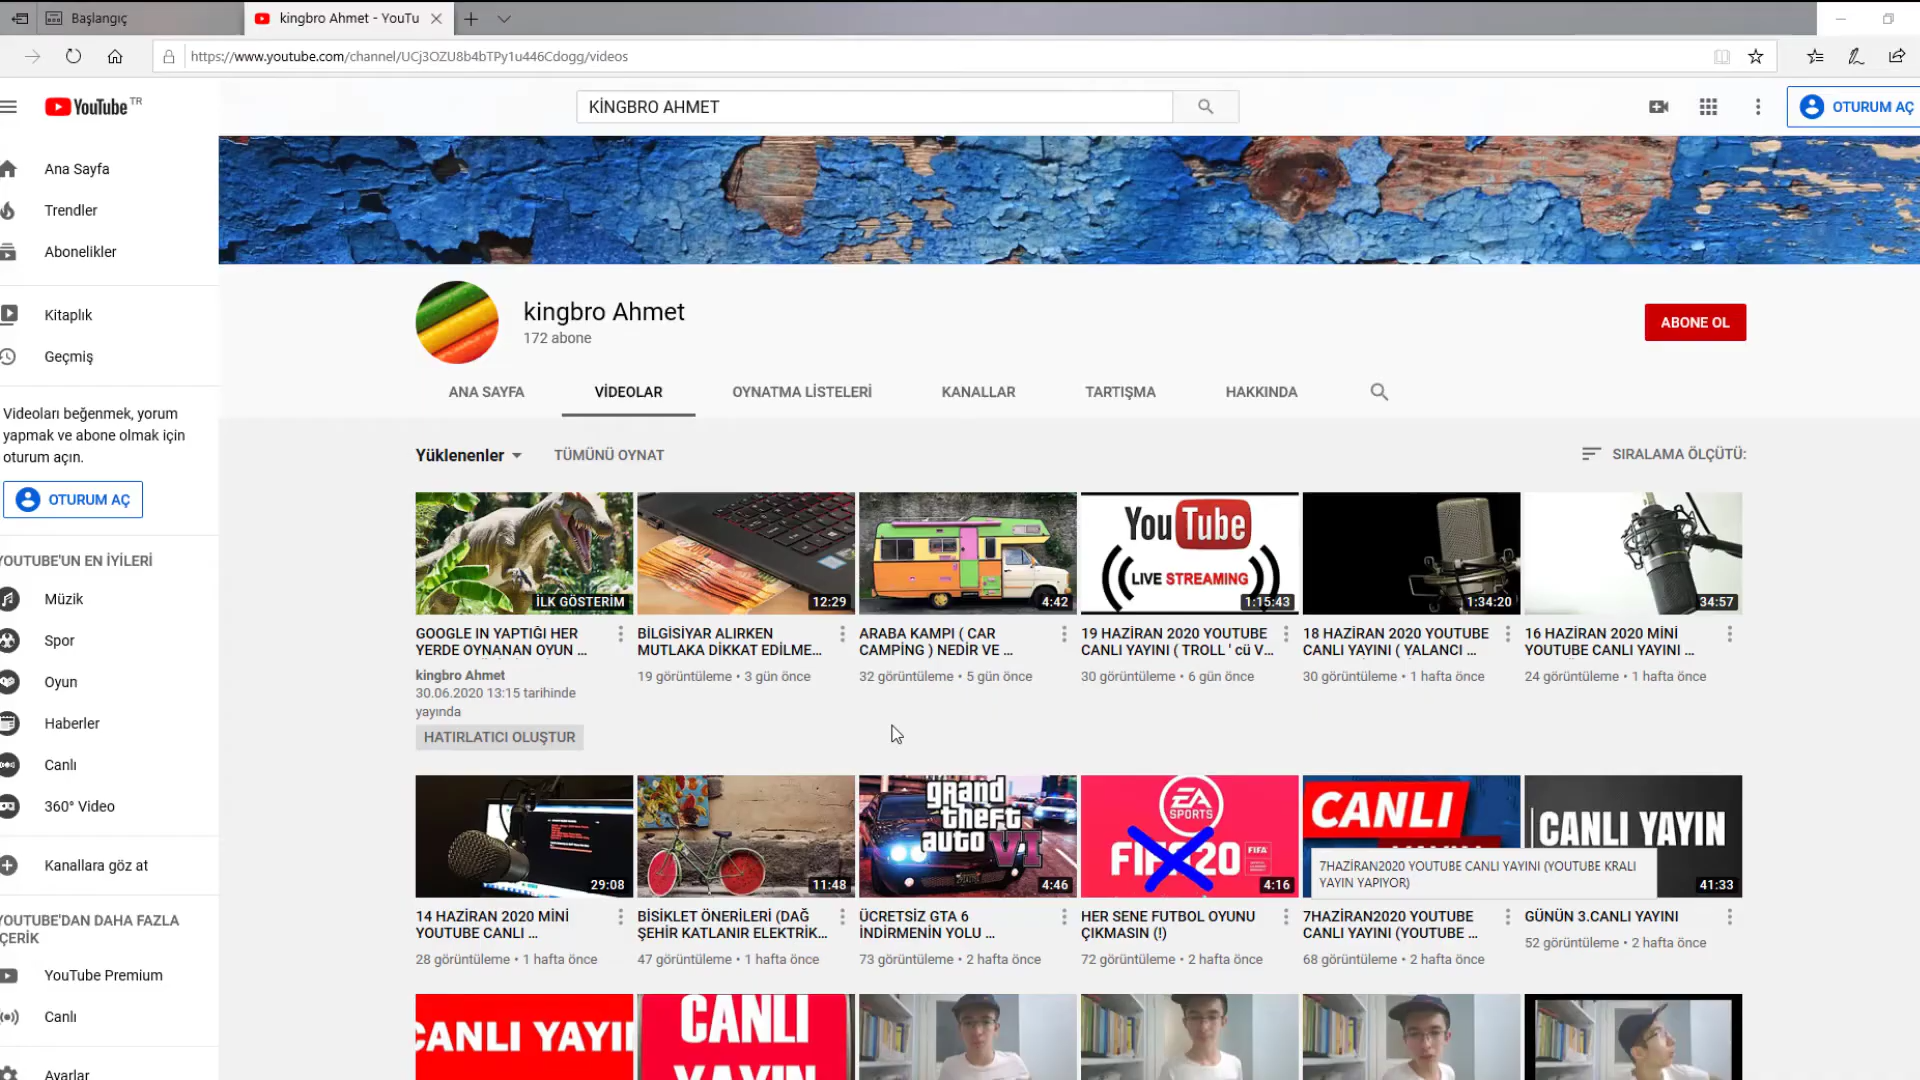 Başlangıç
kingbro Ahmet - YouTu
https://www.youtube.com/channel/UCj3OZU8b4bTPy1u446Cdogg/videos
YouTube TR
KİNGBRO AHMET
OTURUM AÇ
Ana Sayfa
Trendler
Abonelikler
Kitaplık
Geçmiş
Videoları beğenmek, yorum
yapmak ve abone olmak için
oturum açın.
OTURUM AÇ
YOUTUBE'UN EN İYİLERİ
Müzik
Spor
Oyun
Haberler
Canlı
360° Video
Kanallara göz at
YOUTUBE'DAN DAHA FAZLA
İÇERİK
YouTube Premium
Canlı
Ayarlar
kingbro Ahmet
172 abone
ABONE OL
ANA SAYFA
VİDEOLAR
OYNATMA LİSTELERİ
KANALLAR
TARTIŞMA
HAKKINDA
Yüklenenler
TÜMÜNÜ OYNAT
SIRALAMA ÖLÇÜTÜ:
İLK GÖSTERİM
12:29
4:42
YouTube
LIVE STREAMING
1:15:43
1:34:20
34:57
GOOGLE IN YAPTIĞI HER
YERDE OYNANAN OYUN ...
kingbro Ahmet
30.06.2020 13:15 tarihinde
yayında
HATIRLATICI OLUŞTUR
BİLGİSİYAR ALIRKEN
MUTLAKA DİKKAT EDİLME...
19 görüntüleme • 3 gün önce
ARABA KAMPI ( CAR
CAMPİNG ) NEDİR VE ...
32 görüntüleme • 5 gün önce
19 HAZİRAN 2020 YOUTUBE
CANLI YAYINI ( TROLL ' cü V...
30 görüntüleme • 6 gün önce
18 HAZİRAN 2020 YOUTUBE
CANLI YAYINI ( YALANCI ...
30 görüntüleme • 1 hafta önce
16 HAZİRAN 2020 MİNİ
YOUTUBE CANLI YAYINI ...
24 görüntüleme • 1 hafta önce
29:08
11:48
grand
theft
auto VI
4:46
EA
SPORTS
FIFA 20
FIFA
4:16
CANLI
7HAZİRAN2020 YOUTUBE CANLI YAYINI (YOUTUBE KRALI
YAYIN YAPIYOR)
CANLI YAYIN
41:33
14 HAZİRAN 2020 MİNİ
YOUTUBE CANLI ...
28 görüntüleme • 1 hafta önce
BİSİKLET ÖNERİLERİ (DAĞ
ŞEHİR KATLANIR ELEKTRİK...
47 görüntüleme • 1 hafta önce
ÜCRETSİZ GTA 6
İNDİRMENİN YOLU ...
73 görüntüleme • 2 hafta önce
HER SENE FUTBOL OYUNU
ÇIKMASIN (!)
72 görüntüleme • 2 hafta önce
7HAZİRAN2020 YOUTUBE
CANLI YAYINI (YOUTUBE ...
68 görüntüleme • 2 hafta önce
GÜNÜN 3.CANLI YAYINI
52 görüntüleme • 2 hafta önce
CANLI YAYI
CANLI
YAYIN